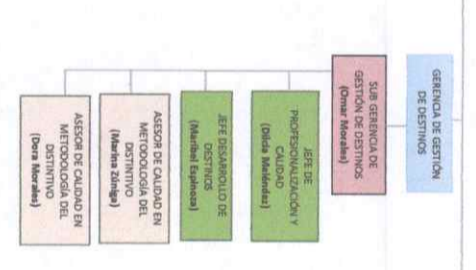 GERENCIA DE GESTIÓN
DE DESTINOS
SUB GERENCIA DE
GESTIÓN DE DESTINOS
(Omar Morales)
JEFE DE
PROFESIONALIZACIÓN Y
CALIDAD
(Dilcia Meléndez)
JEFE DESARROLLO DE
DESTINOS
(Maribel Espinoza)
ASESOR DE CALIDAD EN
METODOLOGÍA DEL
DISTINTIVO
(Marina Zúniga)
ASESOR DE CALIDAD EN
METODOLOGÍA DEL
DISTINTIVO
(Dora Morales)